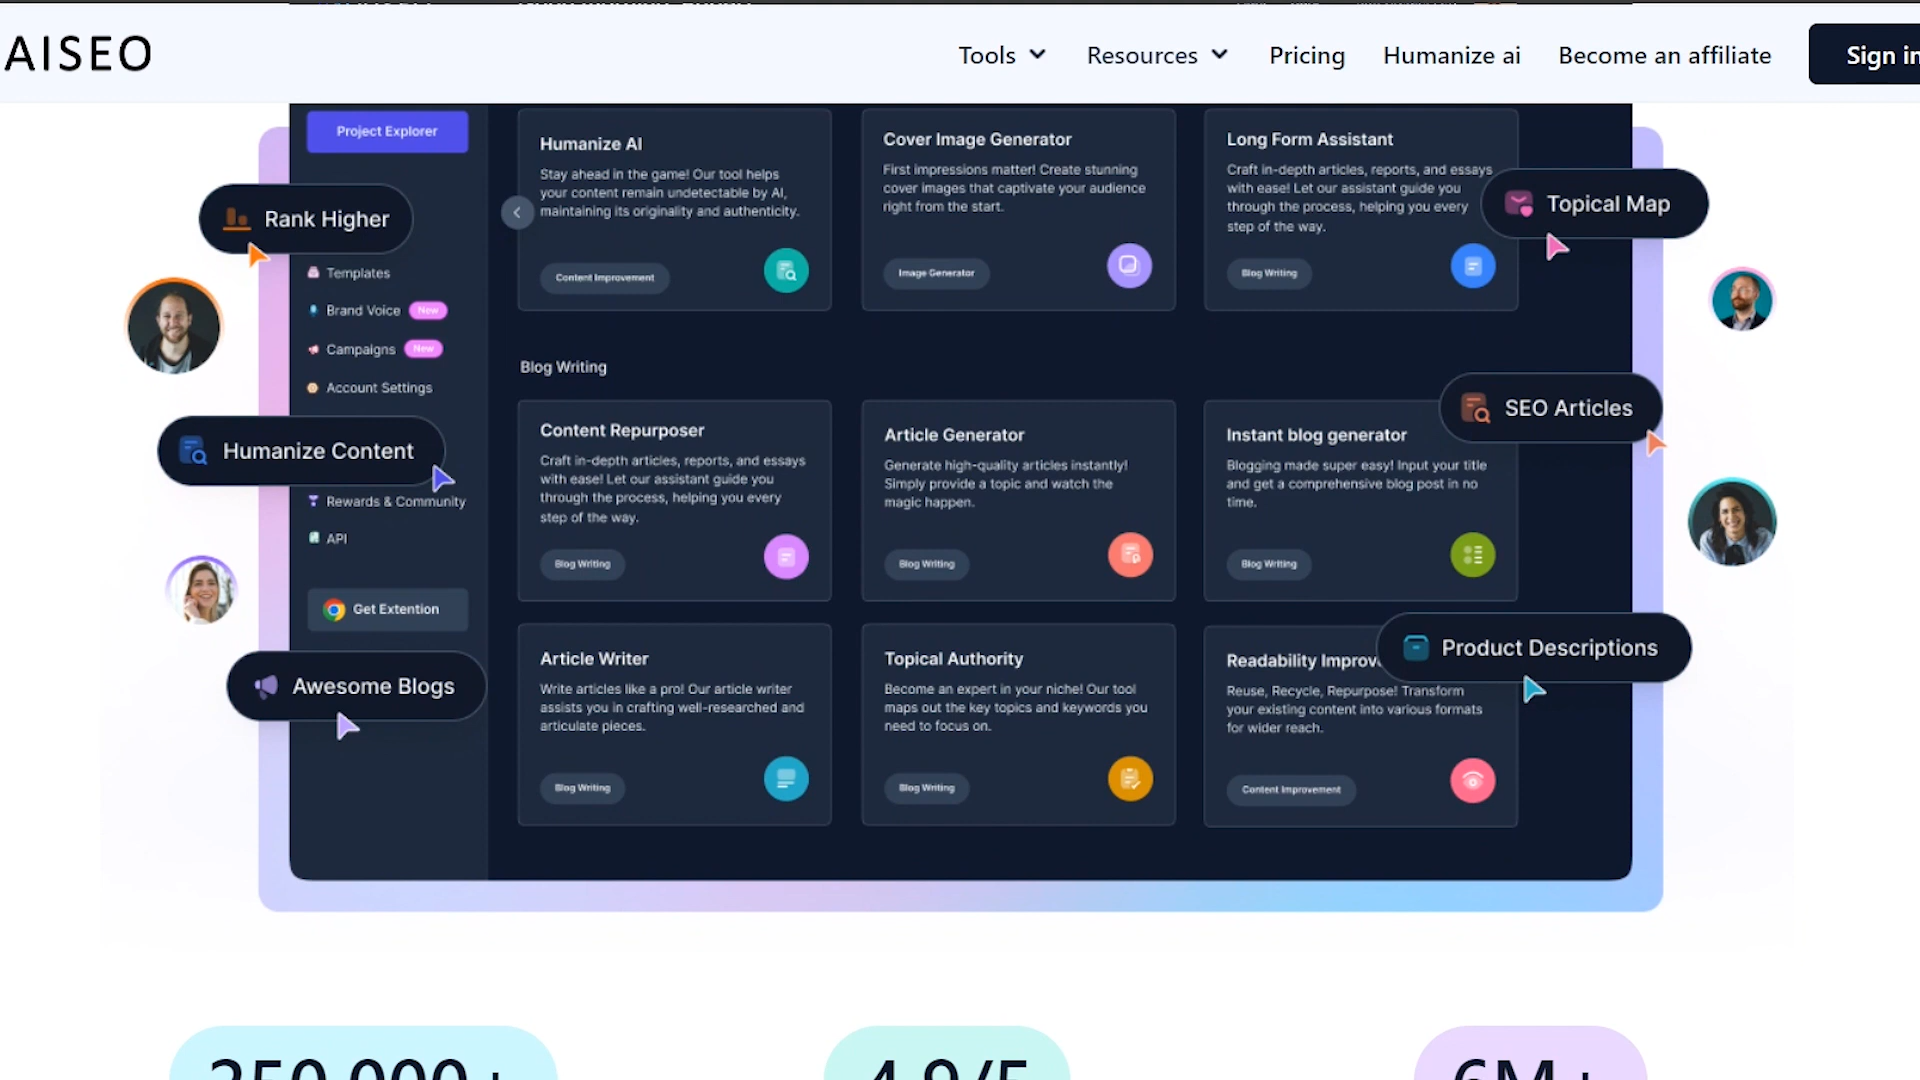 AISEO
Tools
Resources
Pricing
Humanize ai
Become an affiliate
Sign in
Project Explorer
Rank Higher
Templates
Brand Voice New
Campaigns New
Account Settings
Humanize Content
Rewards & Community
API
Get Extention
Awesome Blogs
Humanize AI
Stay ahead in the game! Our tool helps
your content remain undetectable by AI,
maintaining its originality and authenticity.
Content Improvement
Cover Image Generator
First impressions matter! Create stunning
cover images that captivate your audience
right from the start.
Image Generator
Long Form Assistant
Craft in-depth articles, reports, and essays
with ease! Let our assistant guide you
through the process, helping you every
step of the way.
Blog Writing
Topical Map
Blog Writing
Content Repurposer
Craft in-depth articles, reports, and essays
with ease! Let our assistant guide you
through the process, helping you every
step of the way.
Blog Writing
Article Generator
Generate high-quality articles instantly!
Simply provide a topic and watch the
magic happen.
Blog Writing
Instant blog generator
Blogging made super easy! Input your title
and get a comprehensive blog post in no
time.
Blog Writing
SEO Articles
Article Writer
Write articles like a pro! Our article writer
assists you in crafting well-researched and
articulate pieces.
Blog Writing
Topical Authority
Become an expert in your niche! Our tool
maps out the key topics and keywords you
need to focus on.
Blog Writing
Readability Improv
Reuse, Recycle, Repurpose! Transform
your existing content into various formats
for wider reach.
Content Improvement
Product Descriptions
250,000+
4.9/5
6M+